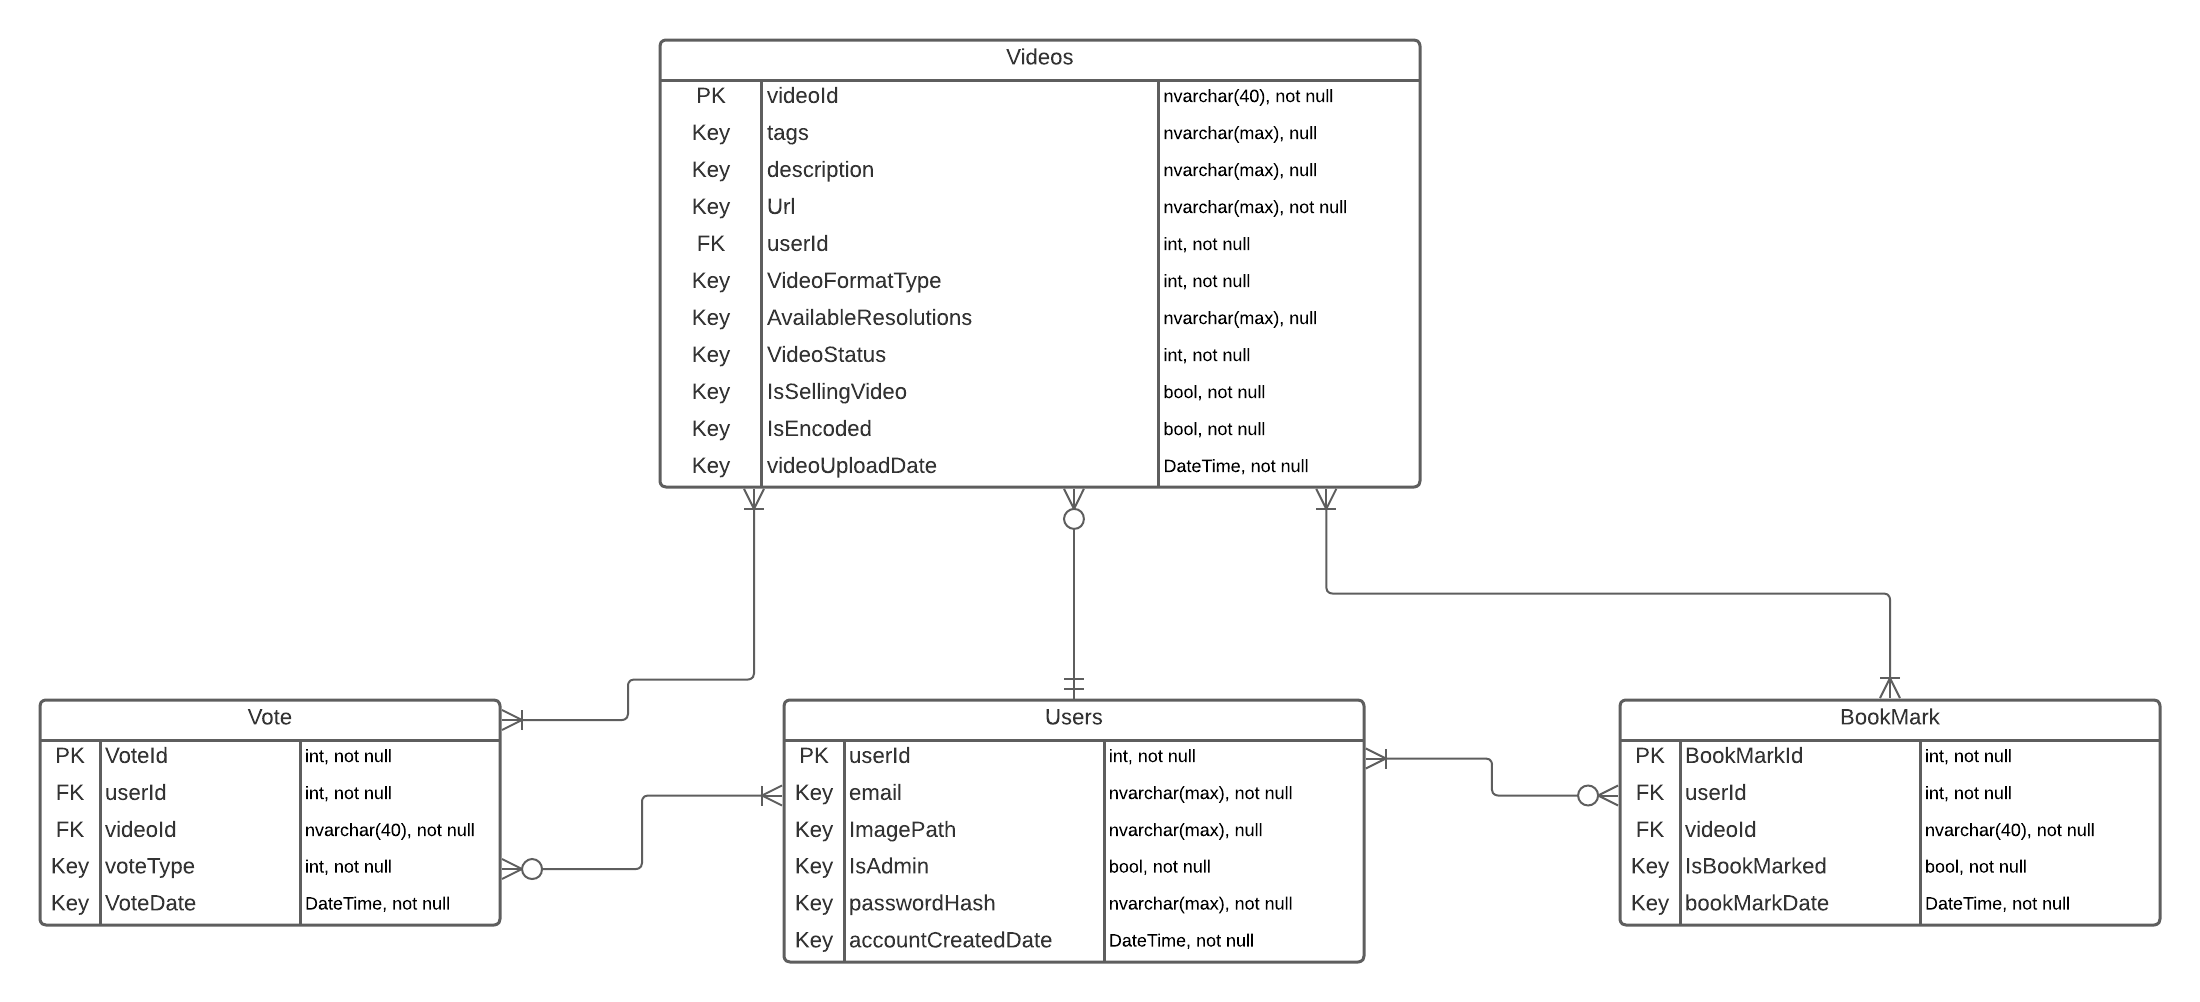 Videos
PK videoId nvarchar(40), not null
Key tags nvarchar(max), null
Key description nvarchar(max), null
Key Url nvarchar(max), not null
FK userId int, not null
Key VideoFormatType int, not null
Key AvailableResolutions nvarchar(max), null
Key VideoStatus int, not null
Key IsSellingVideo bool, not null
Key IsEncoded bool, not null
Key videoUploadDate DateTime, not null
Vote
PK VoteId int, not null
FK userId int, not null
FK videoId nvarchar(40), not null
Key voteType int, not null
Key VoteDate DateTime, not null
Users
PK userId int, not null
Key email nvarchar(max), not null
Key ImagePath nvarchar(max), null
Key IsAdmin bool, not null
Key passwordHash nvarchar(max), not null
Key accountCreatedDate DateTime, not null
BookMark
PK BookMarkId int, not null
FK userId int, not null
FK videoId nvarchar(40), not null
Key IsBookMarked bool, not null
Key bookMarkDate DateTime, not null